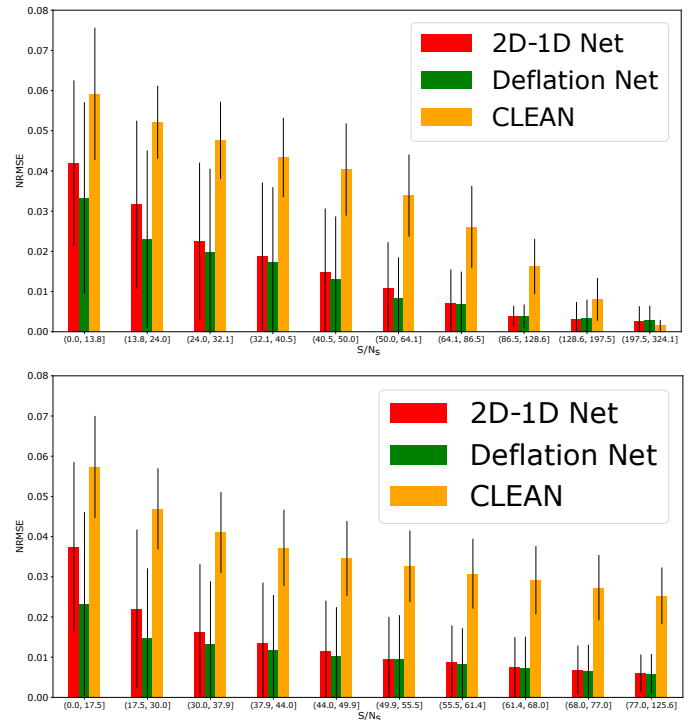 0.08
0.07
0.06
0.05
0.04
0.03
0.02
0.01
0.00
NRMSE
2D-1D Net
Deflation Net
CLEAN
(0.0, 13.8] (13.8, 24.0] (24.0, 32.1] (32.1, 40.5] (40.5, 50.0] (50.0, 64.1] (64.1, 86.5] (86.5, 128.6] (128.6, 197.5] (197.5, 324.1]
S/Ns
0.08
0.07
0.06
0.05
0.04
0.03
0.02
0.01
0.00
NRMSE
2D-1D Net
Deflation Net
CLEAN
(0.0, 17.5] (17.5, 30.0] (30.0, 37.9] (37.9, 44.0] (44.0, 49.9] (49.9, 55.5] (55.5, 61.4] (61.4, 68.0] (68.0, 77.0] (77.0, 125.6]
S/Ns